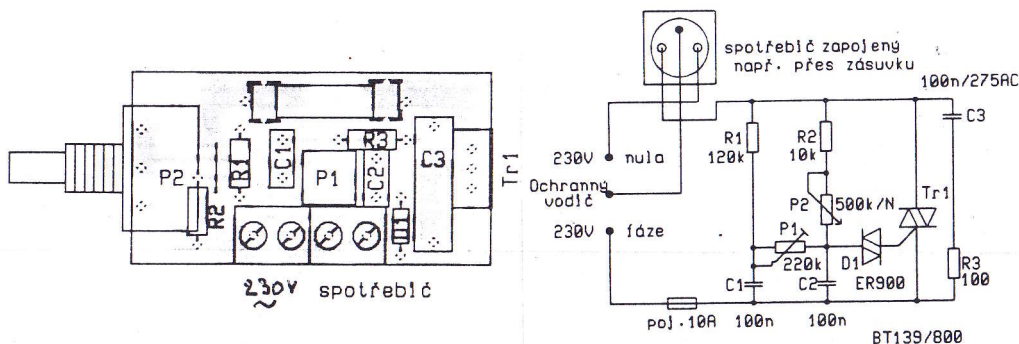 P2
R2
R1
C1
P1
R3
C2
D1
C3
Tr1
230V spotřebič
~
spotřebič zapojený
např. přes zásuvku
100n/275AC
C3
R1
120k
R2
10k
230V nula
Ochranný
vodič
230V fáze
P2
500k/N
Tr1
P1
220k
D1
ER900
C1
100n
C2
100n
R3
100
poj.10A
BT139/800